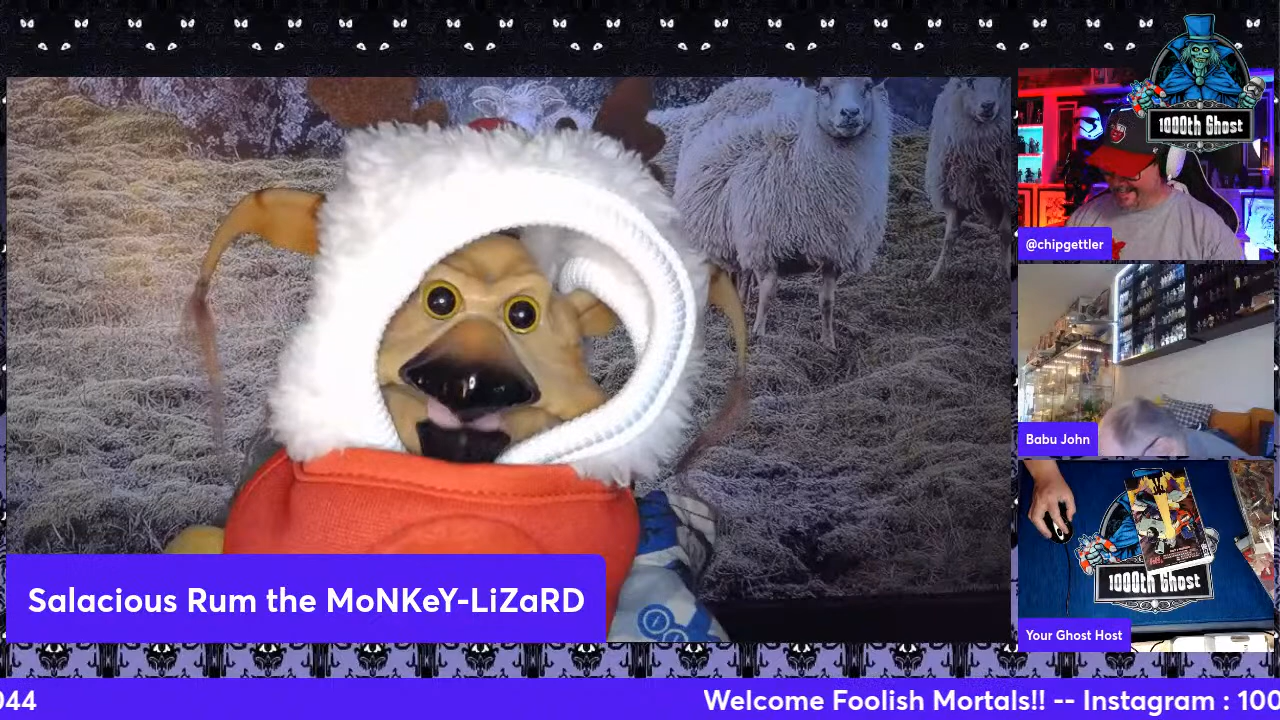 1000th Ghost
@chipgettler
Babu John
1000th Ghost
Salacious Rum the MoNKeY-LiZaRD
Your Ghost Host
044
Welcome Foolish Mortals!! -- Instagram : 100